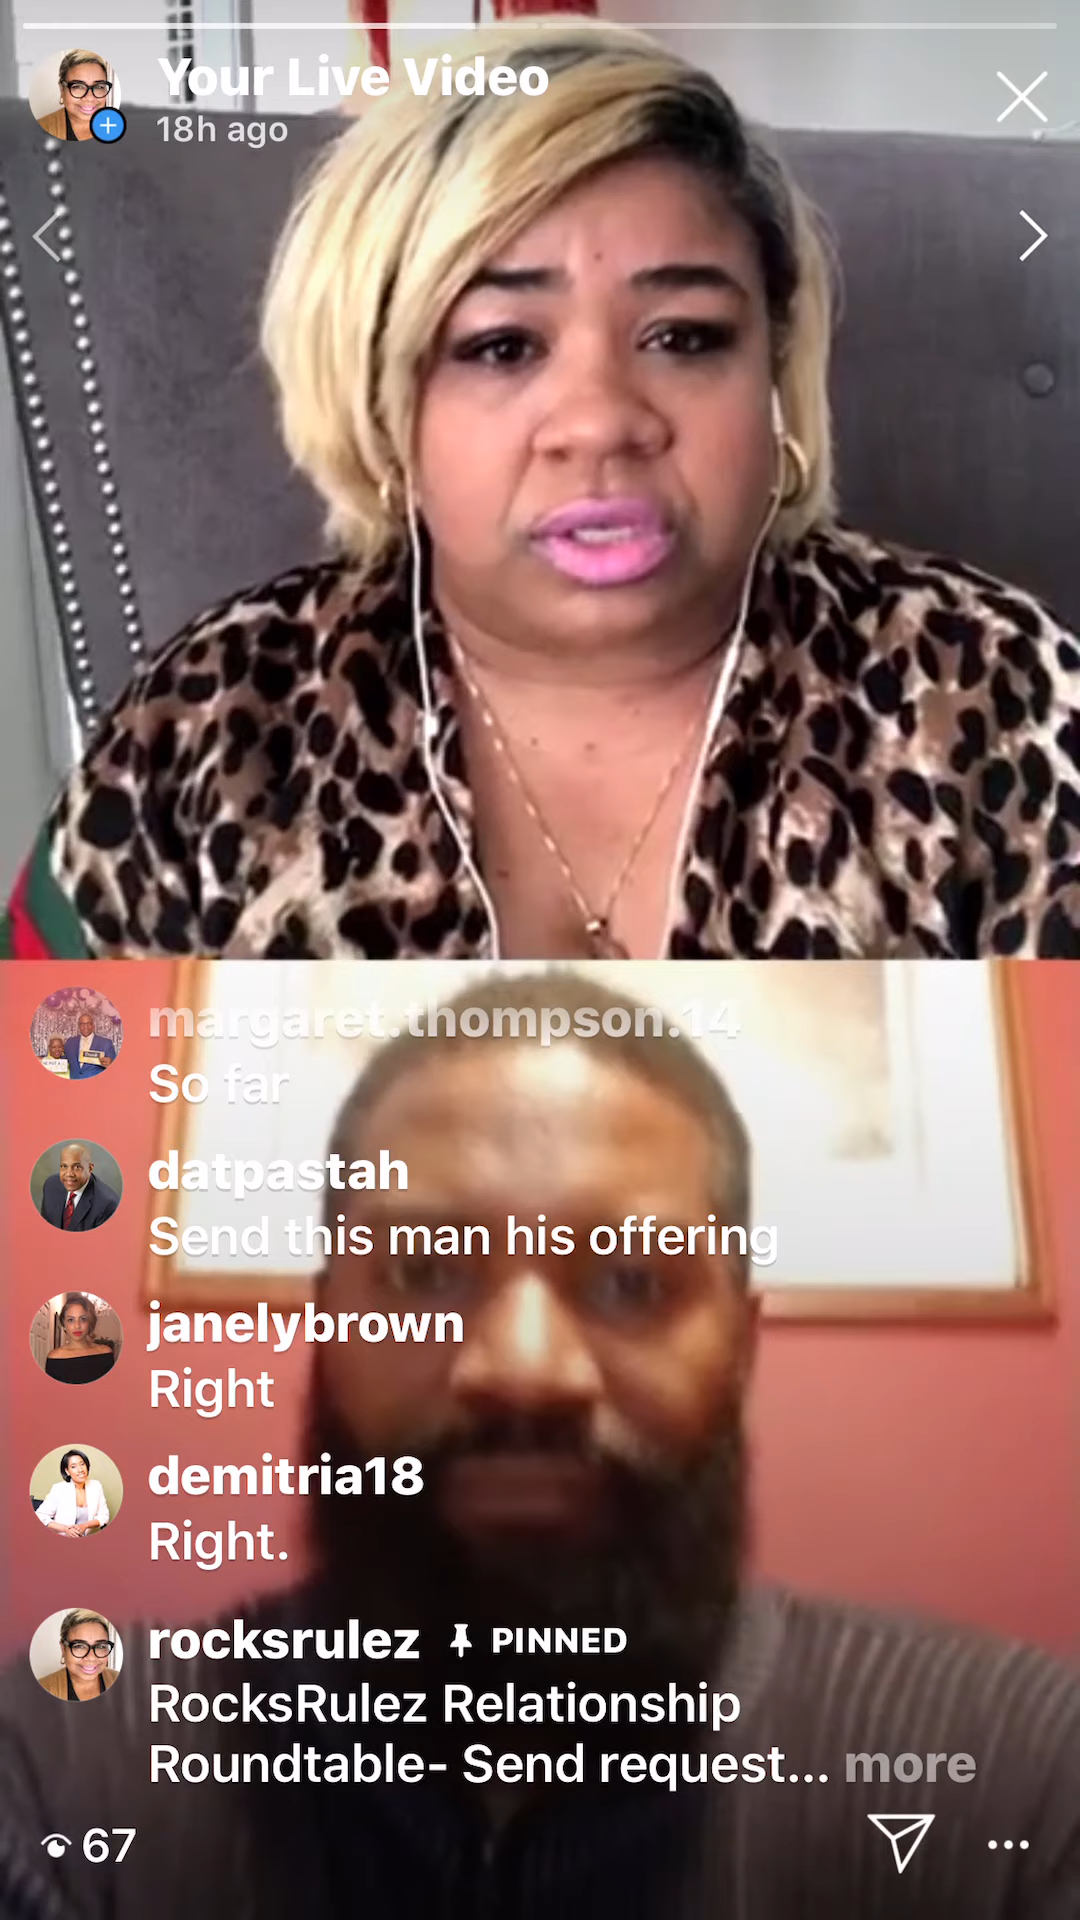 Your Live Video
18h ago
margaret.thompson.14
So far
datpastah
Send this man his offering
janelybrown
Right
demitria18
Right.
rocksrulez PINNED
RocksRulez Relationship
Roundtable- Send request... more
67